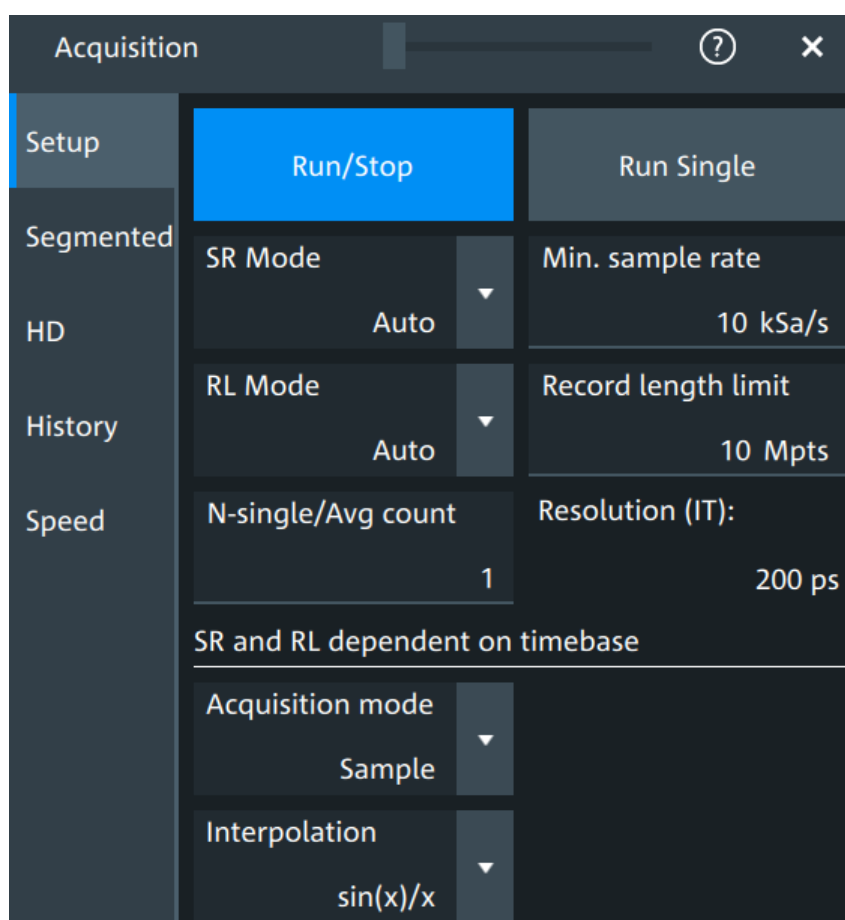 Acquisition
?
Setup
Run/Stop
Run Single
Segmented
SR Mode
Auto
Min. sample rate
10 kSa/s
HD
RL Mode
Auto
Record length limit
10 Mpts
History
Speed
N-single/Avg count
1
Resolution (IT):
200 ps
SR and RL dependent on timebase
Acquisition mode
Sample
Interpolation
sin(x)/x